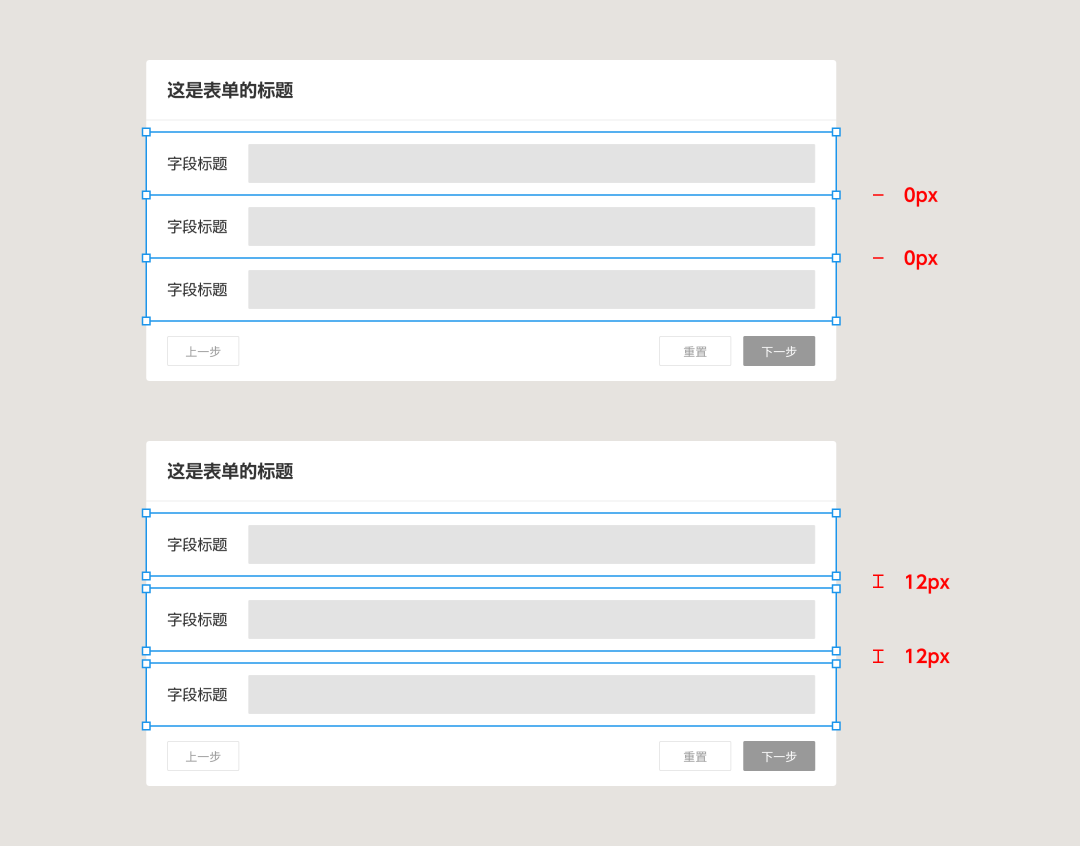 这是表单的标题
字段标题
0px
字段标题
0px
字段标题
上一步 重置 下一步
这是表单的标题
字段标题
12px
字段标题
12px
字段标题
上一步 重置 下一步